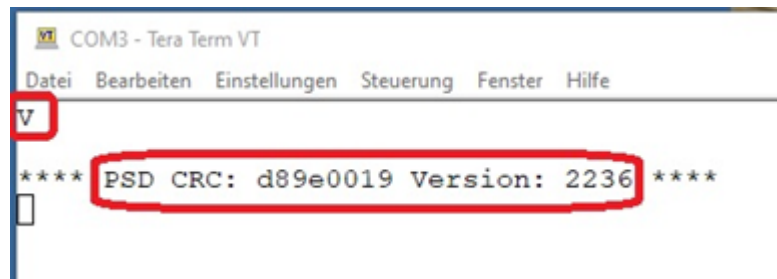 COM3 - Tera Term VT
Datei Bearbeiten Einstellungen Steuerung Fenster Hilfe
V
**** PSD CRC: d89e0019 Version: 2236 ****